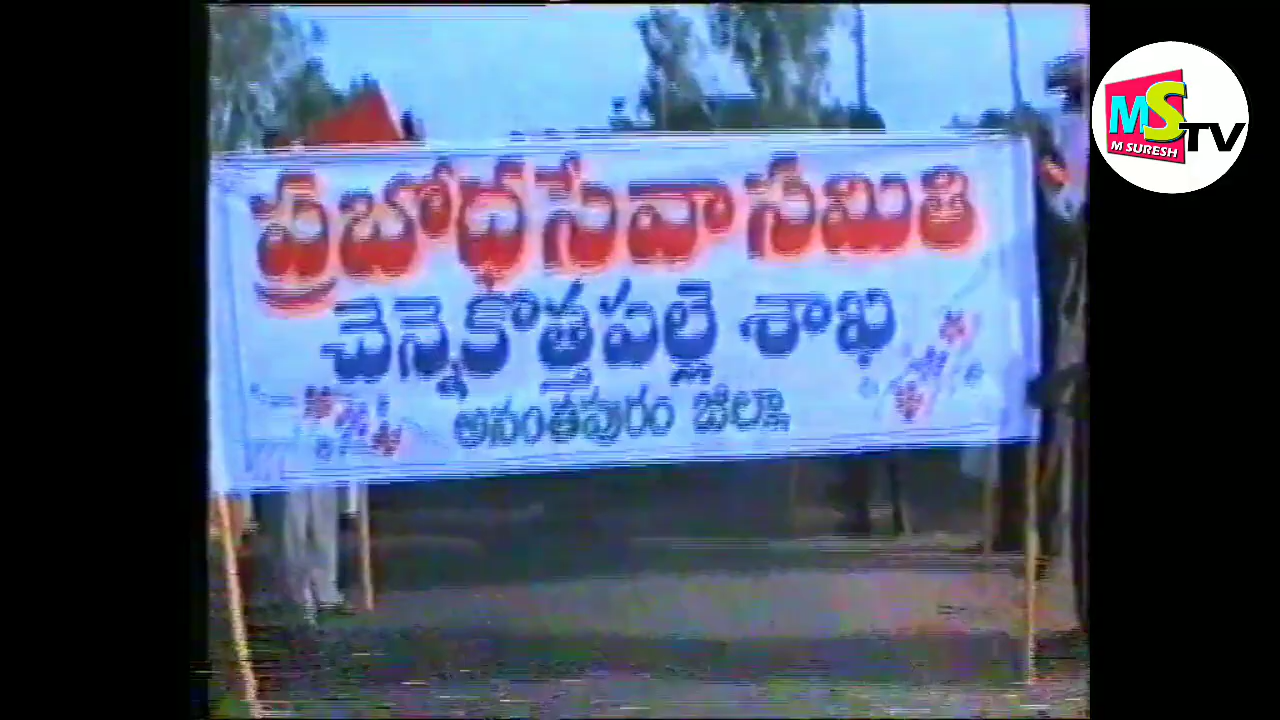 ప్రబోధ సేవా సమితి
చెన్నెకొత్తపల్లె శాఖ
అనంతపురం జిల్లా
MS TV
M SURESH